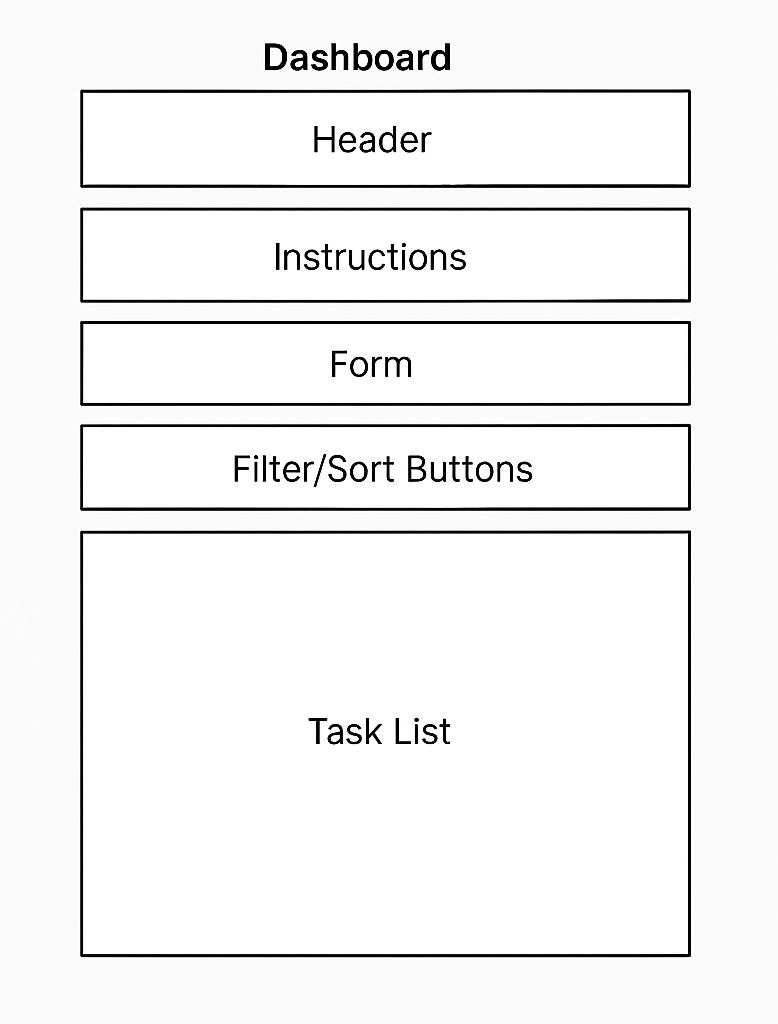 Dashboard
Header
Instructions
Form
Filter/Sort Buttons
Task List